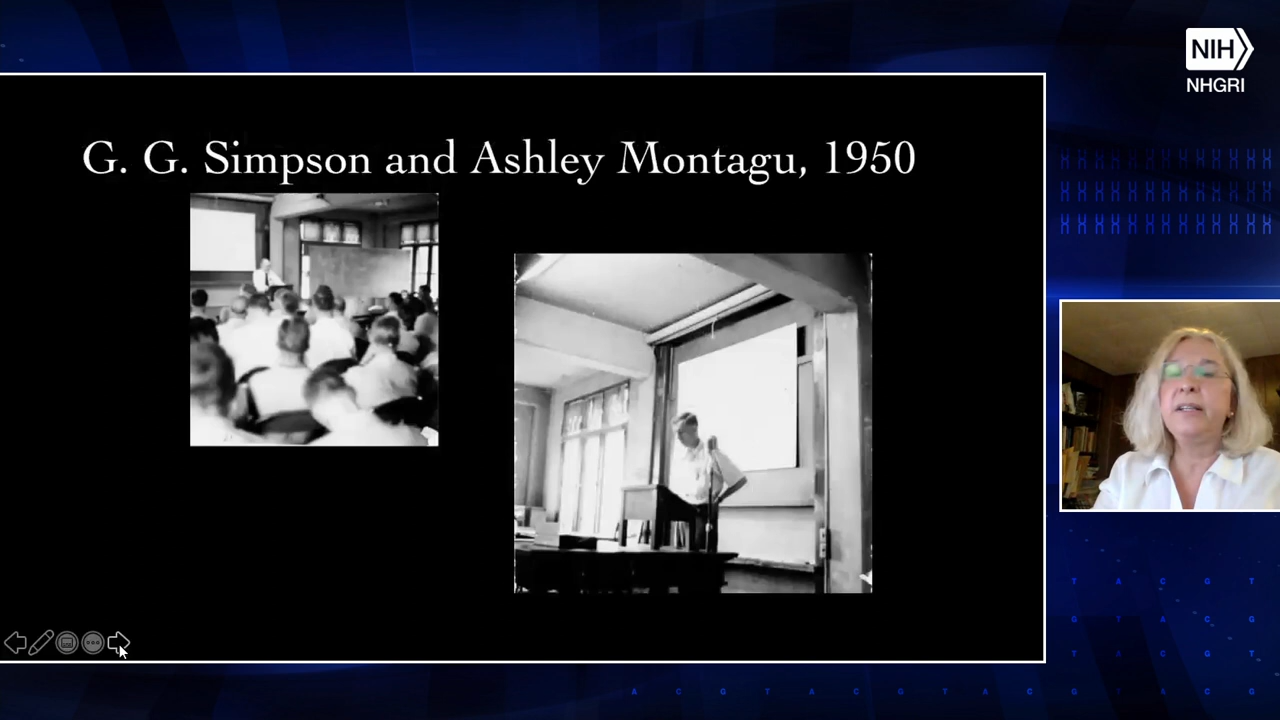 NIH
NHGRI
G. G. Simpson and Ashley Montagu, 1950
T A C G T
G T A C G
T A C G T
A C G T A C G T A C G T A C G